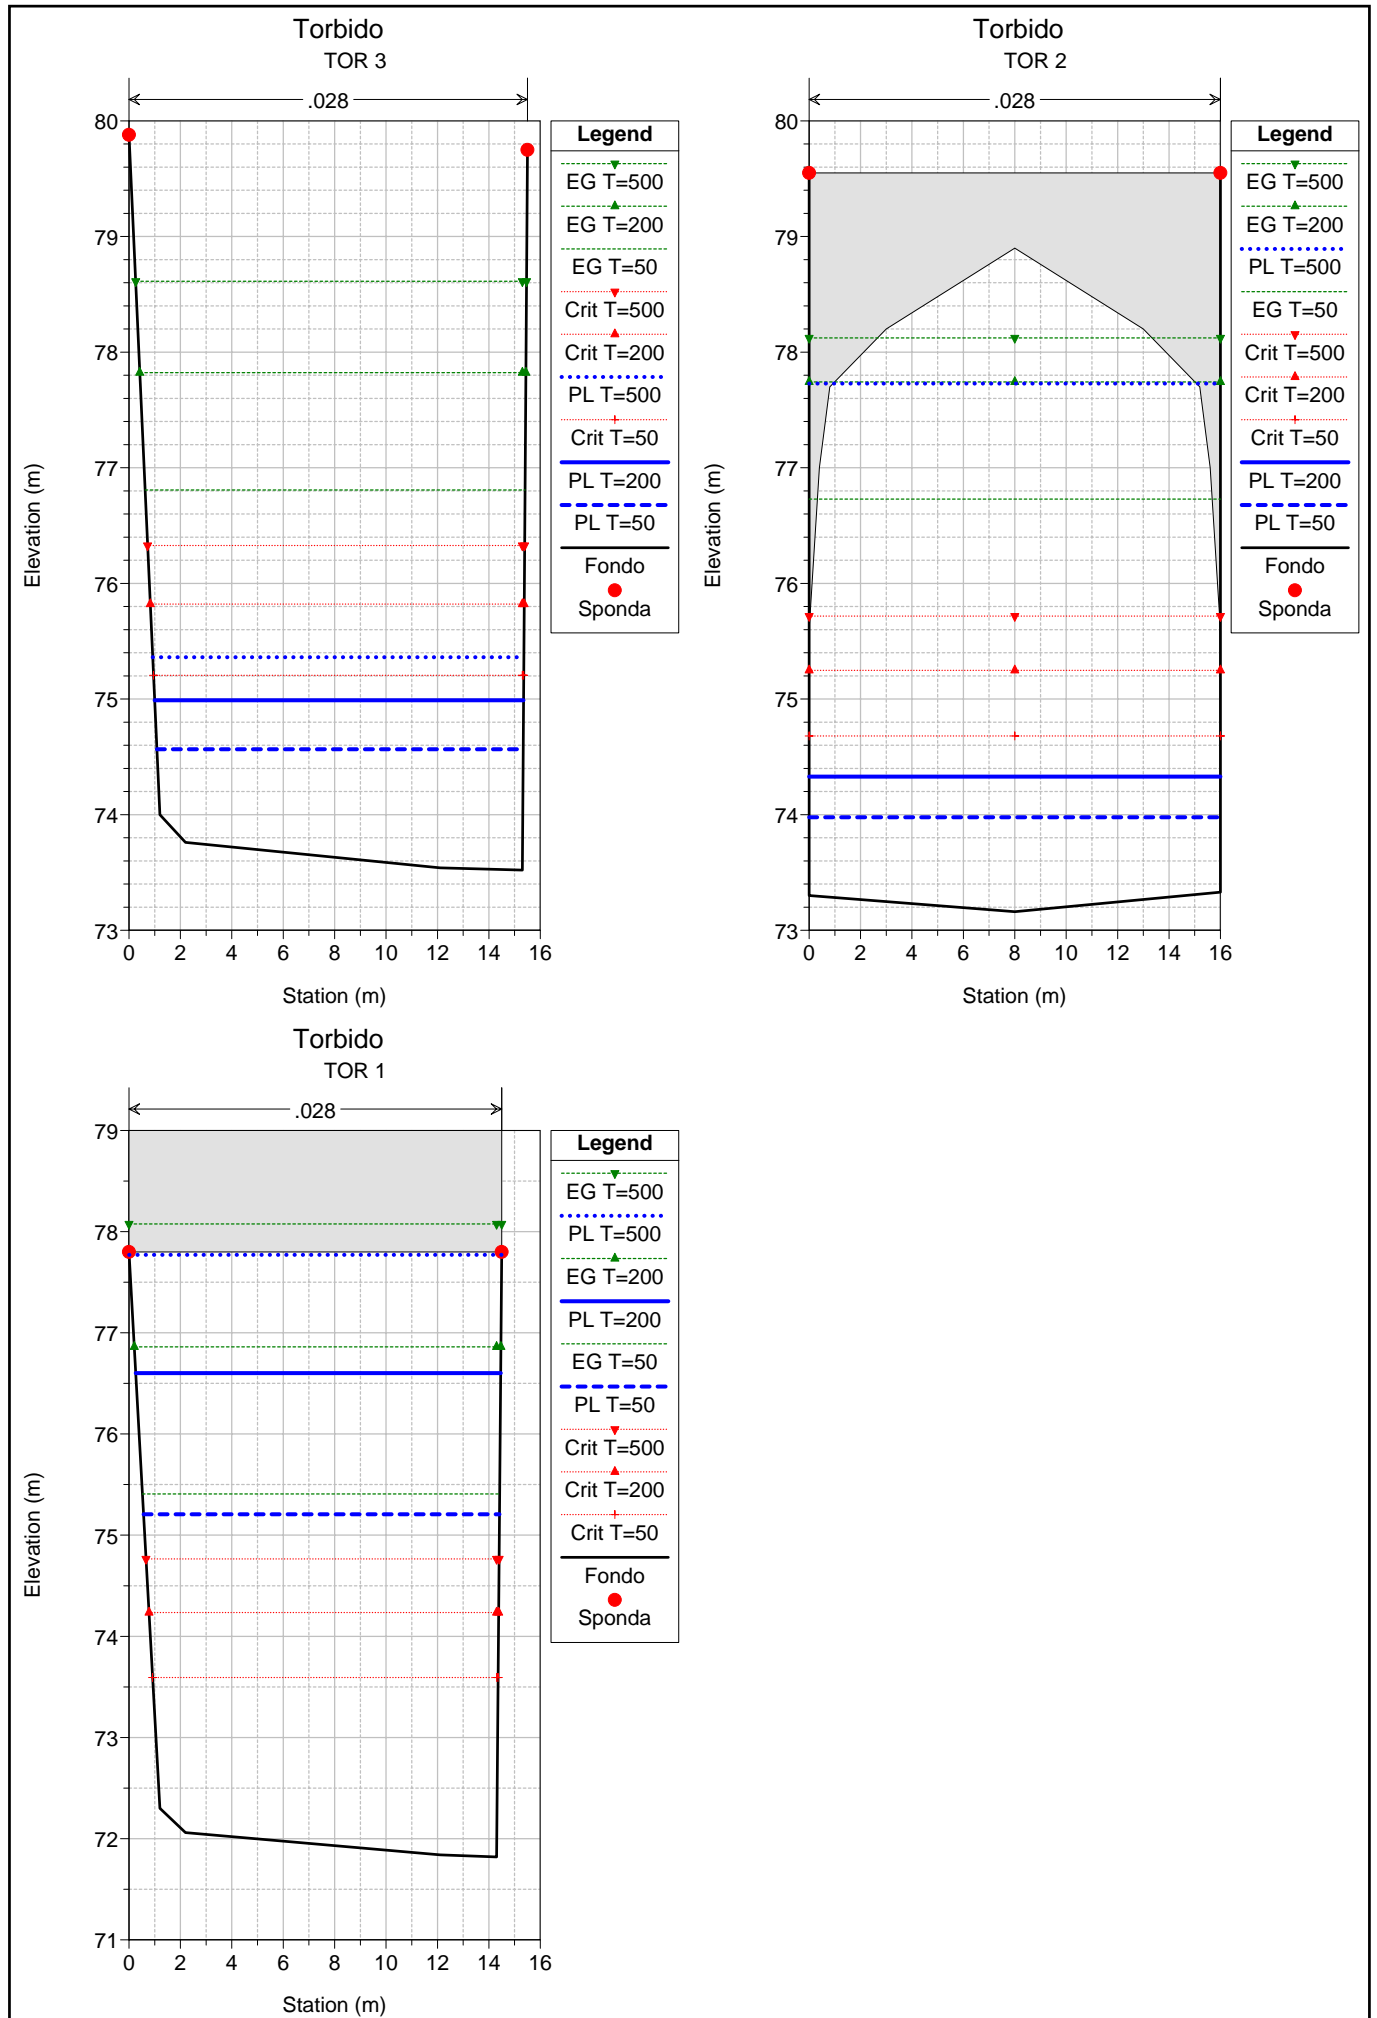 Torbido
TOR 3
.028
Legend
EG T=500
EG T=200
EG T=50
Crit T=500
Crit T=200
PL T=500
Crit T=50
PL T=200
PL T=50
Fondo
Sponda
80
79
78
77
76
75
74
73
Elevation (m)
0 2 4 6 8 10 12 14 16
Station (m)
Torbido
TOR 2
.028
Legend
EG T=500
EG T=200
PL T=500
EG T=50
Crit T=500
Crit T=200
Crit T=50
PL T=200
PL T=50
Fondo
Sponda
80
79
78
77
76
75
74
73
Elevation (m)
0 2 4 6 8 10 12 14 16
Station (m)
Torbido
TOR 1
.028
Legend
EG T=500
PL T=500
EG T=200
PL T=200
EG T=50
PL T=50
Crit T=500
Crit T=200
Crit T=50
Fondo
Sponda
79
78
77
76
75
74
73
72
71
Elevation (m)
0 2 4 6 8 10 12 14 16
Station (m)